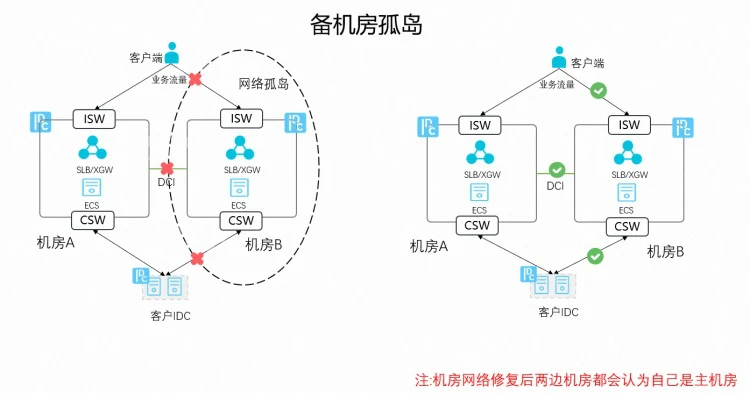 备机房孤岛
客户端
业务流量
网络孤岛
ISW
ISW
SLB/XGW
SLB/XGW
DCI
ECS
ECS
CSW
CSW
机房A
机房B
客户IDC
客户端
业务流量
ISW
ISW
SLB/XGW
SLB/XGW
DCI
ECS
ECS
CSW
CSW
机房A
机房B
客户IDC
注:机房网络修复后两边机房都会认为自己是主机房